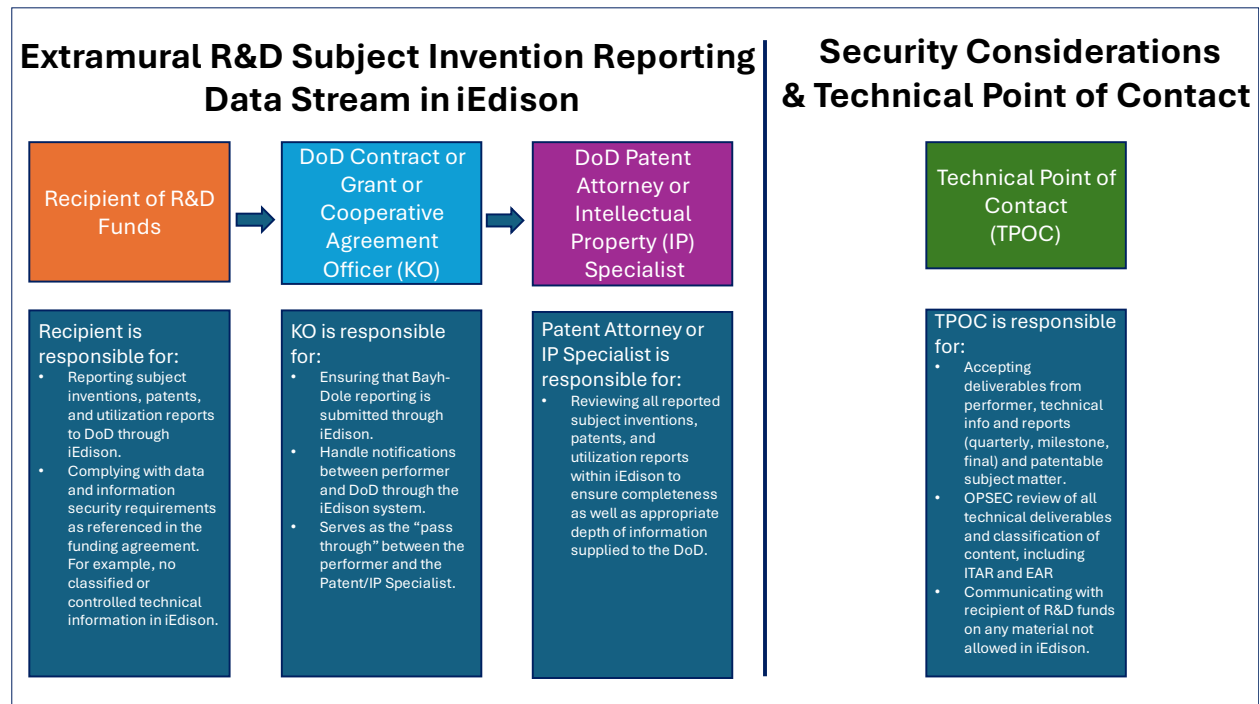 Extramural R&D Subject Invention Reporting
Data Stream in iEdison
Security Considerations
& Technical Point of Contact
Recipient of R&D
Funds
DoD Contract or
Grant or
Cooperative
Agreement
Officer (KO)
DoD Patent
Attorney or
Intellectual
Property (IP)
Specialist
Technical Point of
Contact
(TPOC)
Recipient is
responsible for:
• Reporting subject
inventions, patents,
and utilization reports
to DoD through
iEdison.
• Complying with data
and information
security requirements
as referenced in the
funding agreement.
For example, no
classified or
controlled technical
information in iEdison.
KO is responsible
for:
• Ensuring that Bayh-
Dole reporting is
submitted through
iEdison.
• Handle notifications
between performer
and DoD through the
iEdison system.
• Serves as the “pass
through” between the
performer and the
Patent/IP Specialist.
Patent Attorney or
IP Specialist is
responsible for:
• Reviewing all reported
subject inventions,
patents, and
utilization reports
within iEdison to
ensure completeness
as well as appropriate
depth of information
supplied to the DoD.
TPOC is responsible
for:
• Accepting
deliverables from
performer, technical
info and reports
(quarterly, milestone,
final) and patentable
subject matter.
• OPSEC review of all
technical deliverables
and classification of
content, including
ITAR and EAR
• Communicating with
recipient of R&D funds
on any material not
allowed in iEdison.